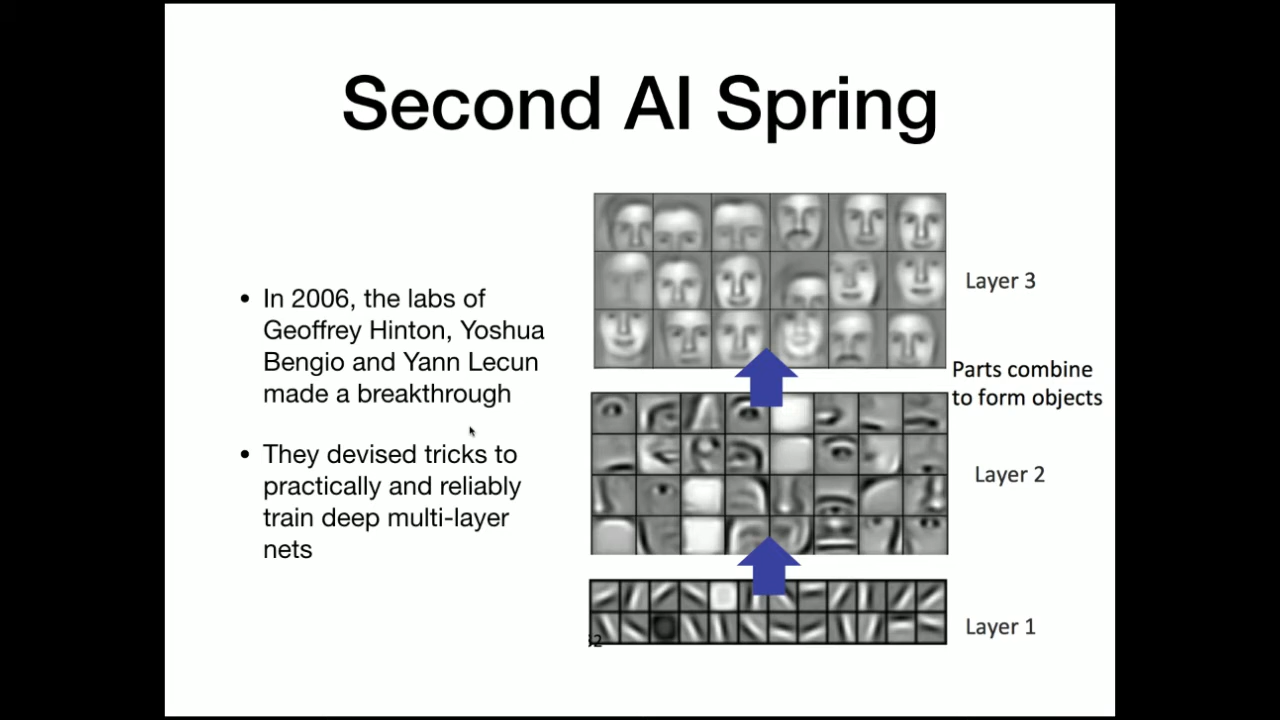 Second AI Spring
• In 2006, the labs of
Geoffrey Hinton, Yoshua
Bengio and Yann Lecun
made a breakthrough
• They devised tricks to
practically and reliably
train deep multi-layer
nets
Layer 3
Parts combine
to form objects
Layer 2
Layer 1
32